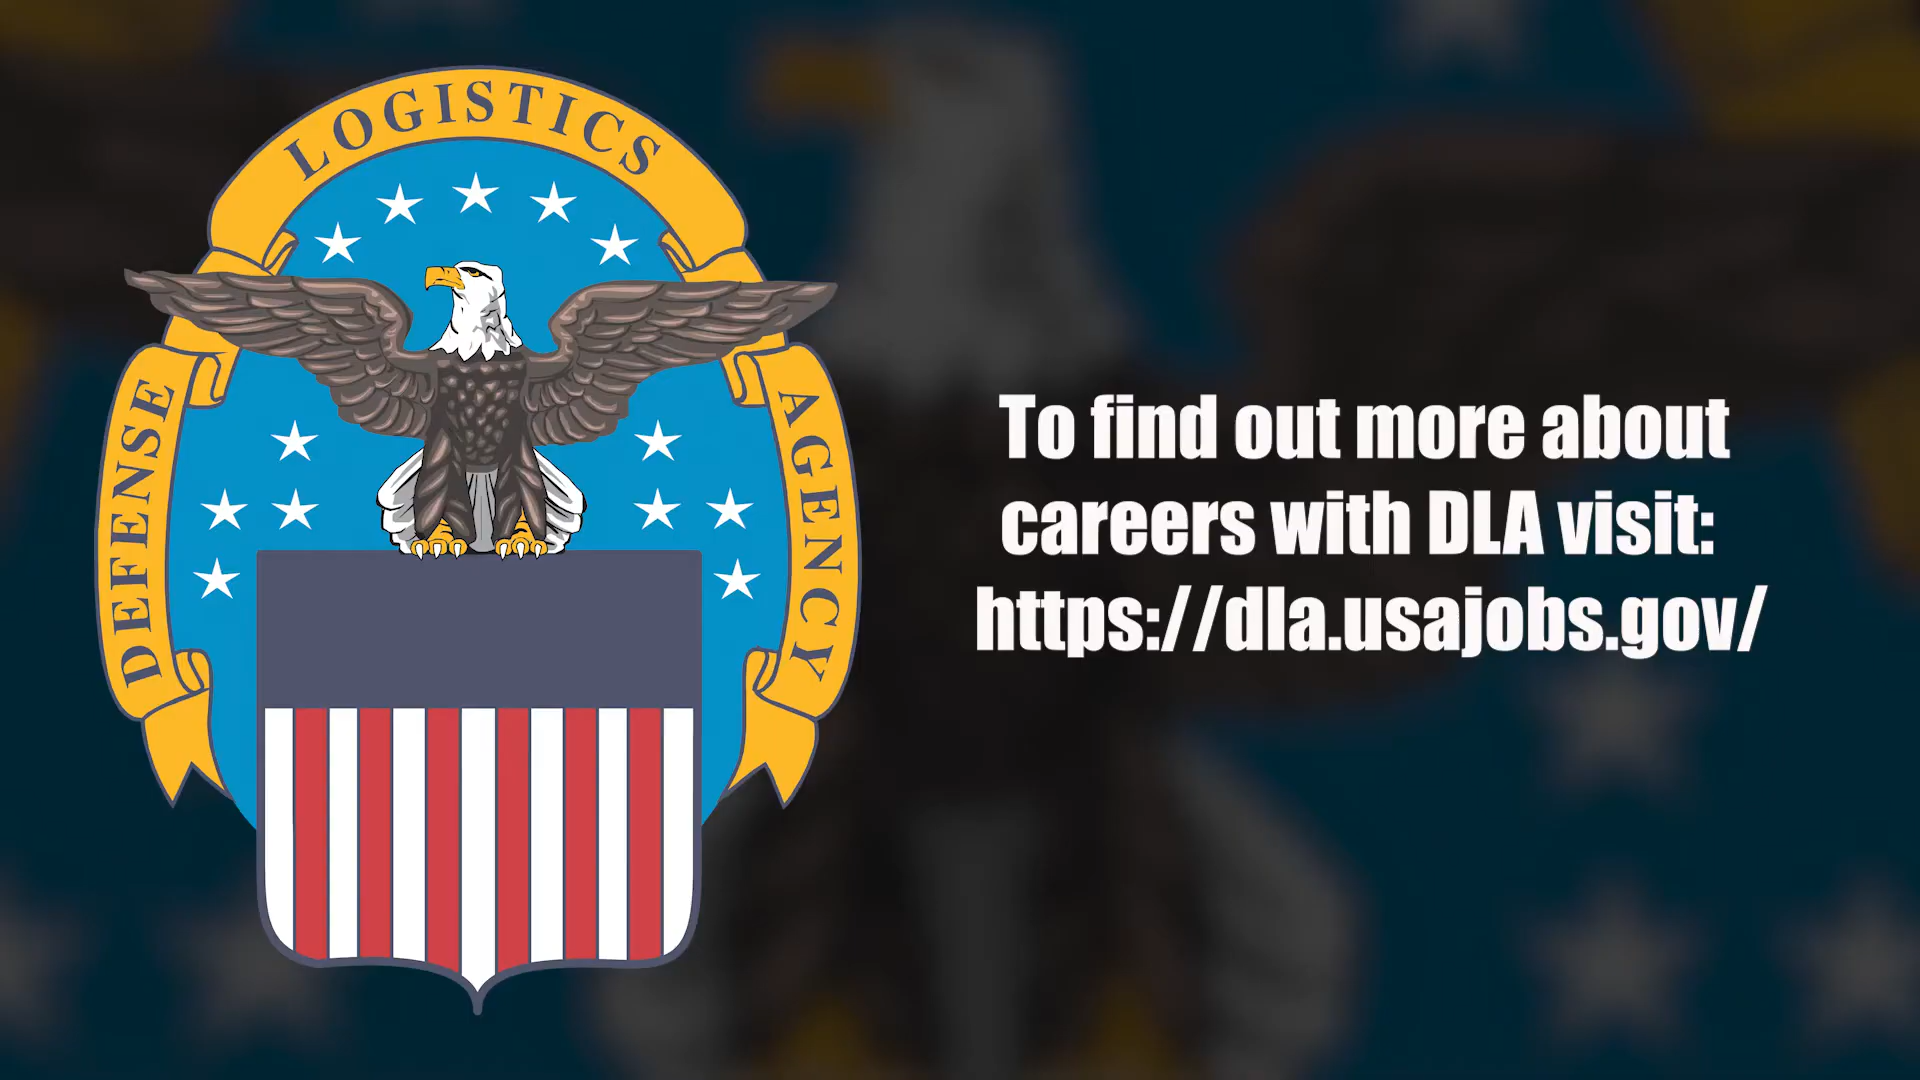 DEFENSE
LOGISTICS
AGENCY
To find out more about
careers with DLA visit:
https://dla.usajobs.gov/